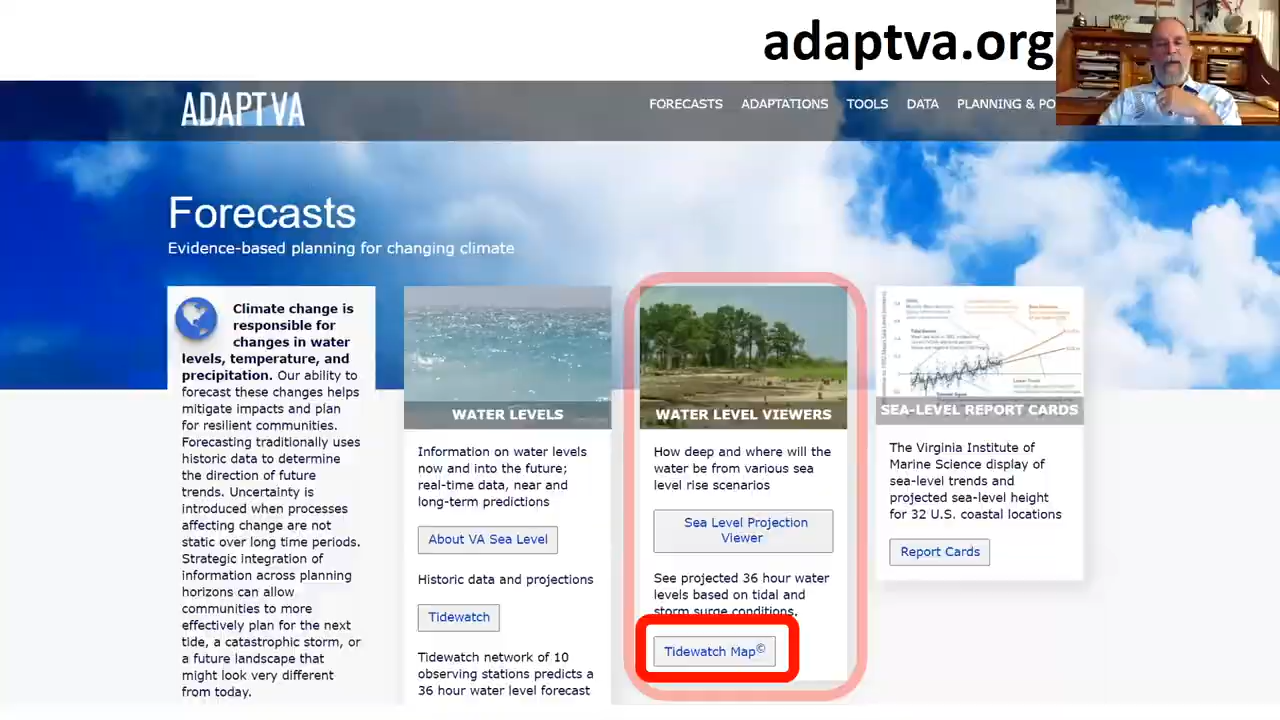 adaptva.org
ADAPT VA
FORECASTS
ADAPTATIONS
TOOLS
DATA
PLANNING & PO
Forecasts
Evidence-based planning for changing climate
Climate change is
responsible for
changes in water
levels, temperature, and
precipitation. Our ability to
forecast these changes helps
mitigate impacts and plan
for resilient communities.
Forecasting traditionally uses
historic data to determine
the direction of future
trends. Uncertainty is
introduced when processes
affecting change are not
static over long time periods.
Strategic integration of
information across planning
horizons can allow
communities to more
effectively plan for the next
tide, a catastrophic storm, or
a future landscape that
might look very different
from today.
WATER LEVELS
Information on water levels
now and into the future;
real-time data, near and
long-term predictions
About VA Sea Level
Historic data and projections
Tidewatch
Tidewatch network of 10
observing stations predicts a
36 hour water level forecast
WATER LEVEL VIEWERS
How deep and where will the
water be from various sea
level rise scenarios
Sea Level Projection
Viewer
See projected 36 hour water
levels based on tidal and
storm surge conditions.
Tidewatch Map©
SEA-LEVEL REPORT CARDS
The Virginia Institute of
Marine Science display of
sea-level trends and
projected sea-level height
for 32 U.S. coastal locations
Report Cards